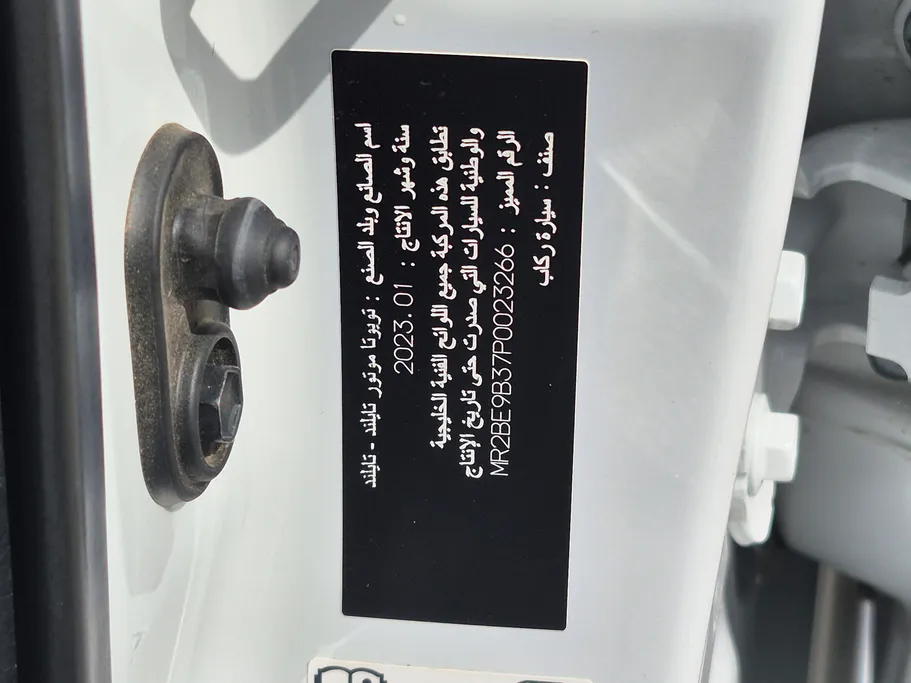 اسم الصانع وبلد الصنع : تويوتا موتور تايلند - تايلند
سنة وشهر الانتاج : 2023.01
تطابق هذه المركبة جميع اللوائح الفنية الخليجية
والوطنية للسيارات التي صدرت حتى تاريخ الإنتاج
الرقم المميز : MR2BE9B37P0023266
صنف : سيارة ركاب